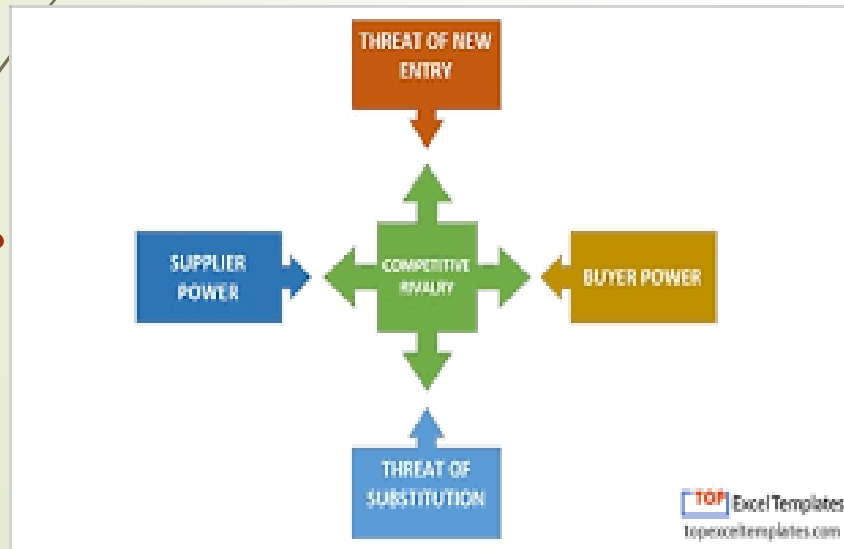 THREAT OF NEW
ENTRY
SUPPLIER
POWER
COMPETITIVE
RIVALRY
BUYER POWER
THREAT OF
SUBSTITUTION
TOP Excel Templates
topexceltemplates.com